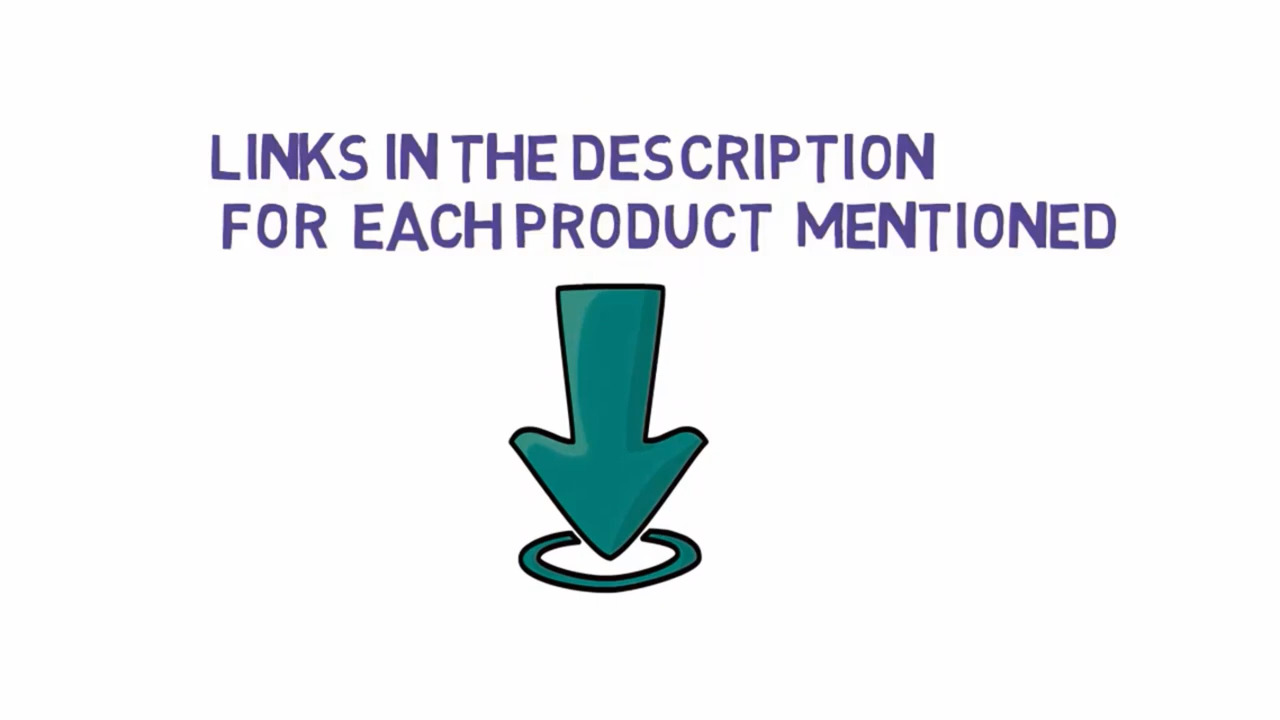 LINKS IN THE DESCRIPTION
FOR EACH PRODUCT MENTIONED